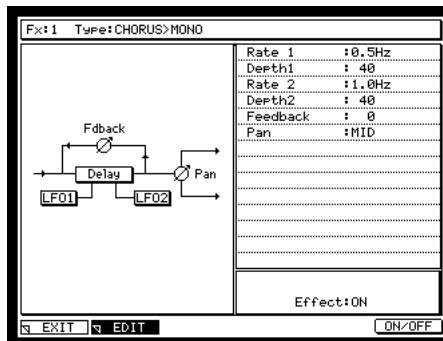 Fx:1 Type:CHORUS>MONO
Rate 1 :0.5Hz
Depth1 : 40
Rate 2 :1.0Hz
Depth2 : 40
Feedback : 0
Pan :MID
Fdback
Delay
Pan
LFO1
LFO2
Effect:ON
EXIT
EDIT
ON/OFF